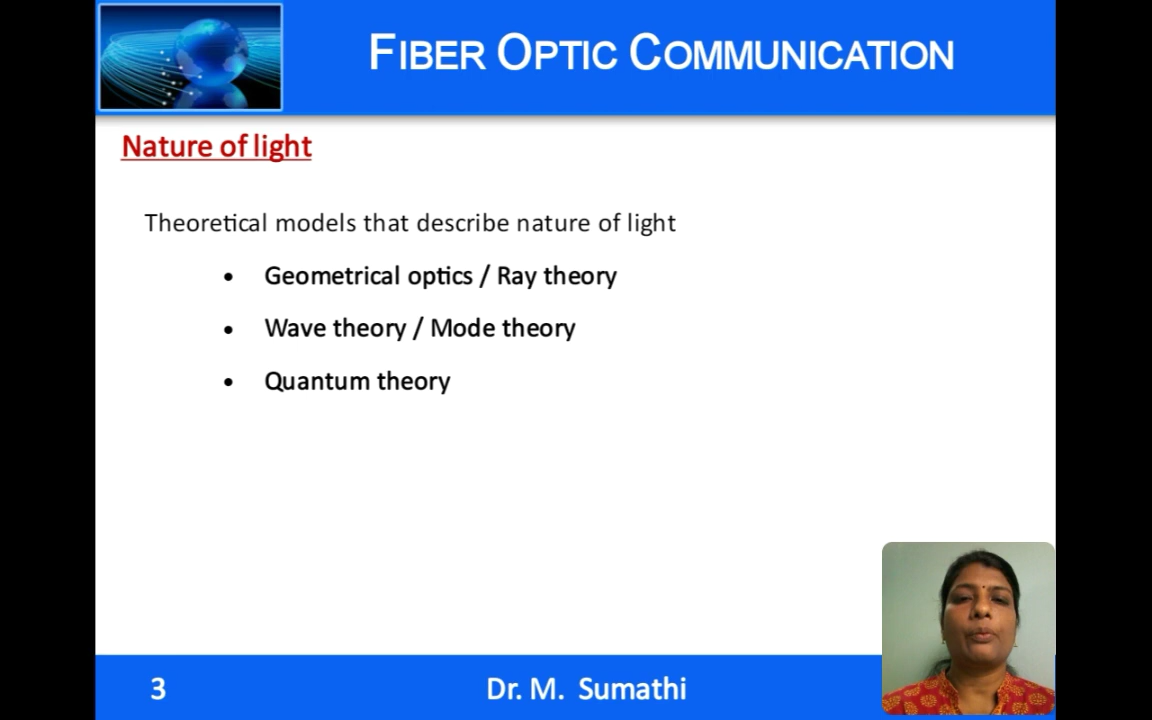 FIBER OPTIC COMMUNICATION
Nature of light
Theoretical models that describe nature of light
• Geometrical optics / Ray theory
• Wave theory / Mode theory
• Quantum theory
3
Dr. M. Sumathi